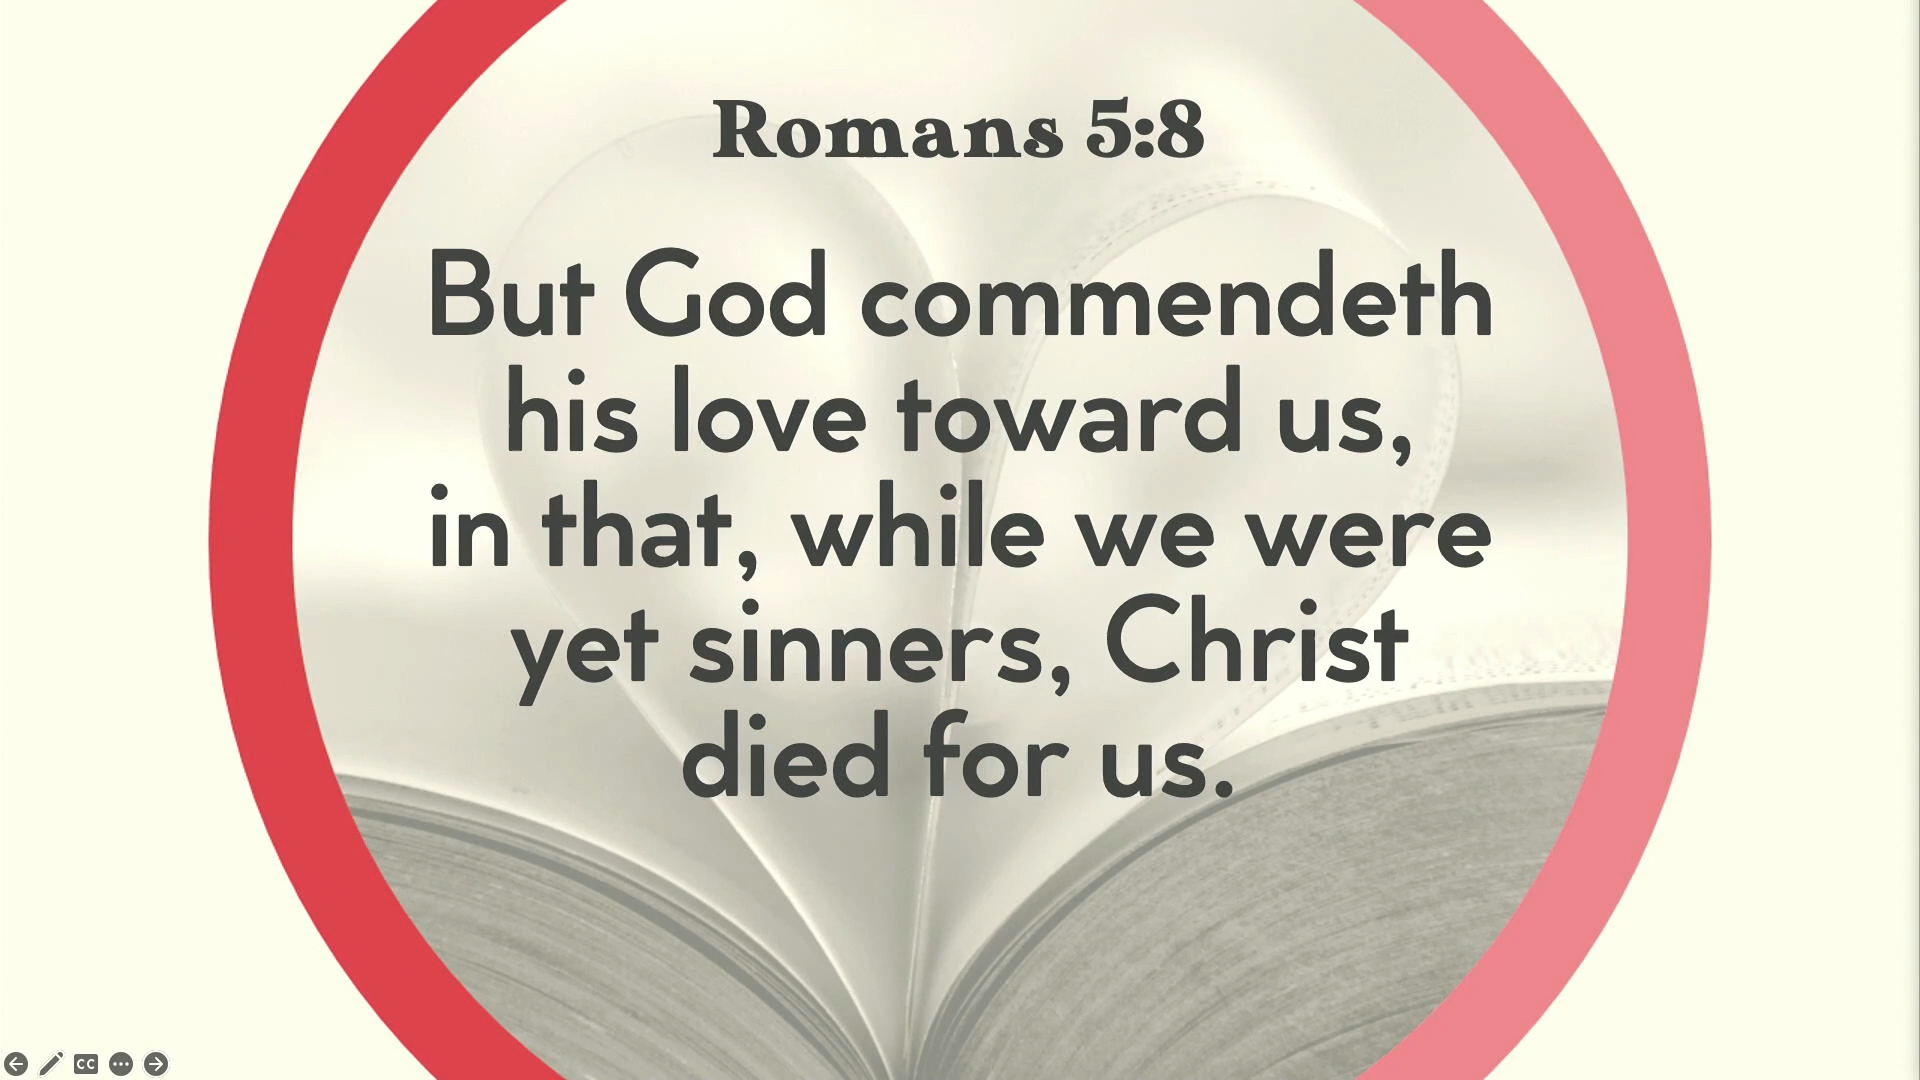 Romans 5:8
But God commendeth
his love toward us,
in that, while we were
yet sinners, Christ
died for us.
CC